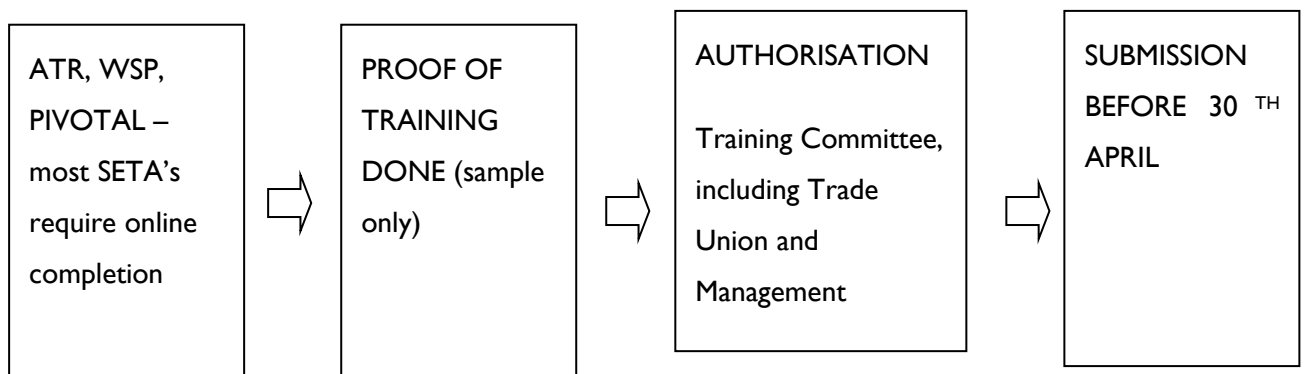 ATR, WSP,
PIVOTAL –
most SETA’s
require online
completion
PROOF OF
TRAINING
DONE (sample
only)
AUTHORISATION
Training Committee,
including Trade
Union and
Management
SUBMISSION
BEFORE 30 TH
APRIL